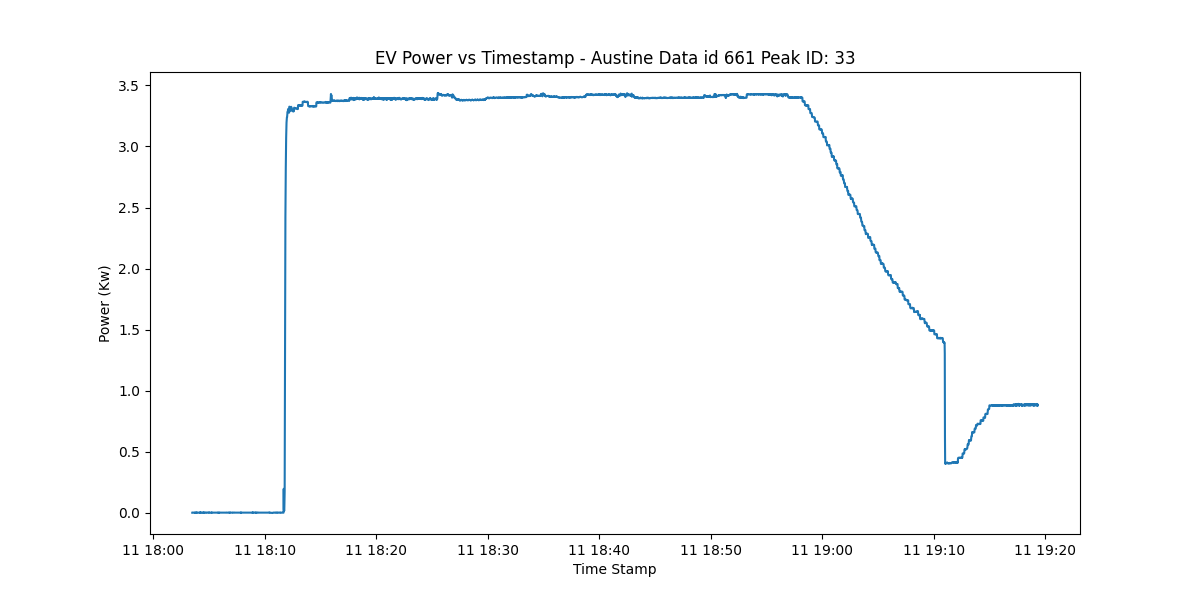 EV Power vs Timestamp - Austine Data id 661 Peak ID: 33
3.5
3.0
2.5
2.0
1.5
1.0
0.5
0.0
Power (Kw)
11 18:00 11 18:10 11 18:20 11 18:30 11 18:40 11 18:50 11 19:00 11 19:10 11 19:20
Time Stamp